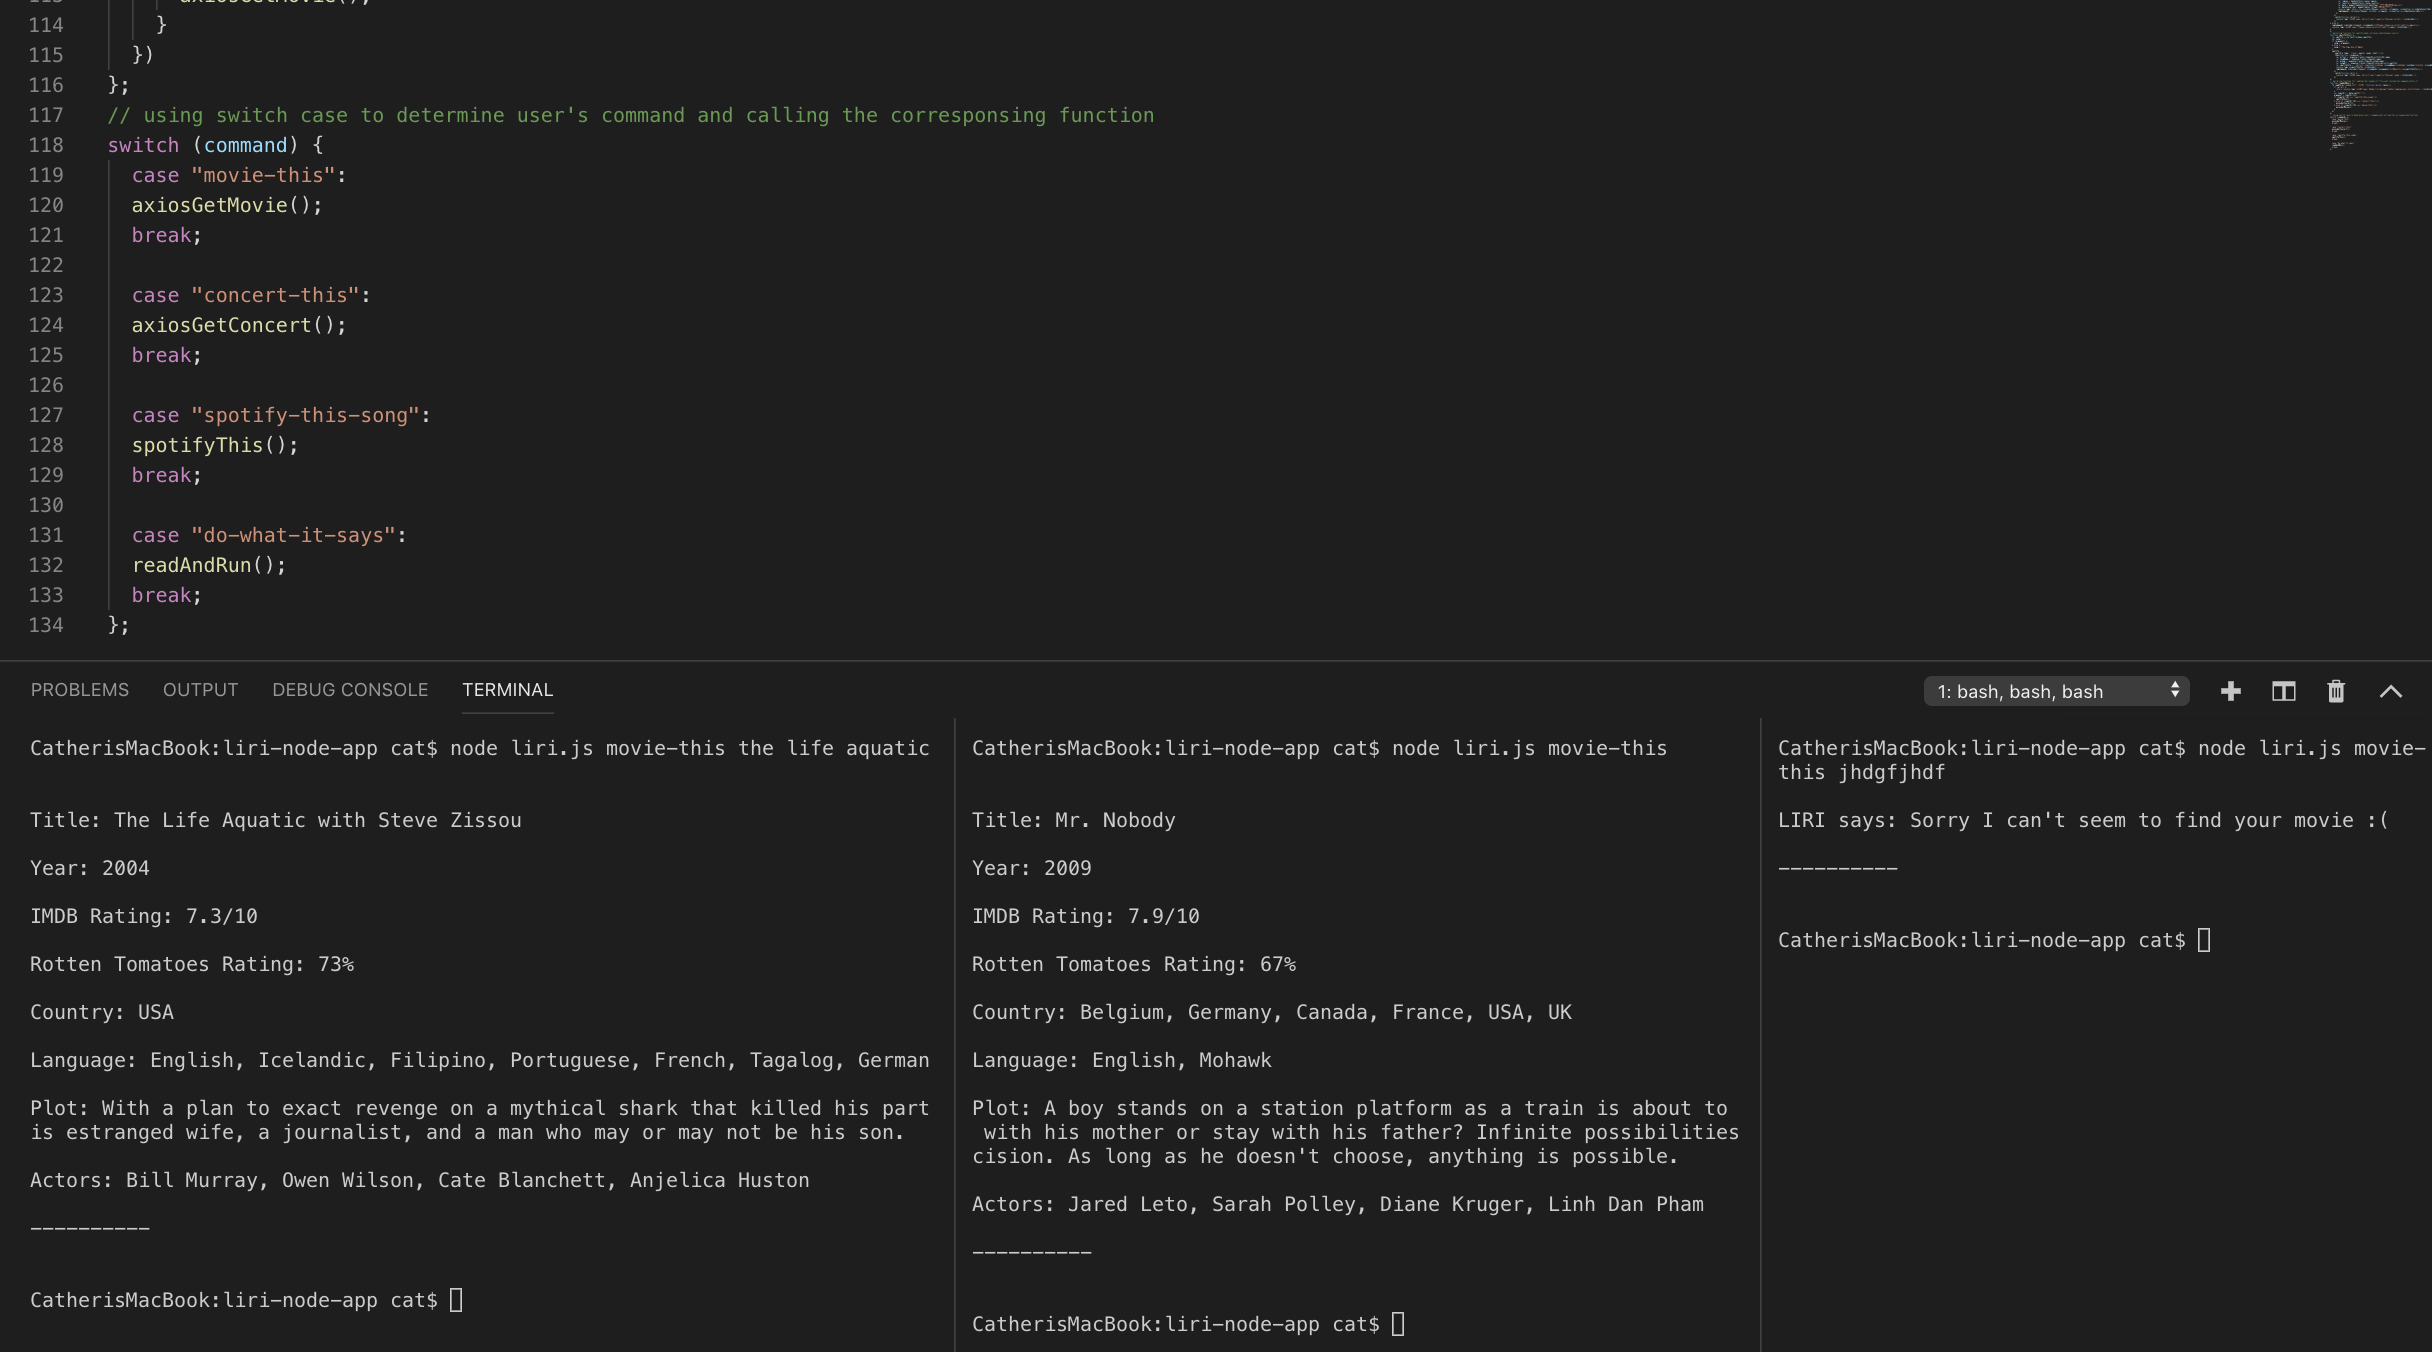 114 }
115 })
116 };
117 // using switch case to determine user's command and calling the corresponsing function
118 switch (command) {
119 case "movie-this":
120 axiosGetMovie();
121 break;
122
123 case "concert-this":
124 axiosGetConcert();
125 break;
126
127 case "spotify-this-song":
128 spotifyThis();
129 break;
130
131 case "do-what-it-says":
132 readAndRun();
133 break;
134 };
PROBLEMS OUTPUT DEBUG CONSOLE TERMINAL
1: bash, bash, bash
CatherisMacBook:liri-node-app cat$ node liri.js movie-this the life aquatic
Title: The Life Aquatic with Steve Zissou
Year: 2004
IMDB Rating: 7.3/10
Rotten Tomatoes Rating: 73%
Country: USA
Language: English, Icelandic, Filipino, Portuguese, French, Tagalog, German
Plot: With a plan to exact revenge on a mythical shark that killed his part
is estranged wife, a journalist, and a man who may or may not be his son.
Actors: Bill Murray, Owen Wilson, Cate Blanchett, Anjelica Huston
----------
CatherisMacBook:liri-node-app cat$
CatherisMacBook:liri-node-app cat$ node liri.js movie-this
Title: Mr. Nobody
Year: 2009
IMDB Rating: 7.9/10
Rotten Tomatoes Rating: 67%
Country: Belgium, Germany, Canada, France, USA, UK
Language: English, Mohawk
Plot: A boy stands on a station platform as a train is about to
with his mother or stay with his father? Infinite possibilities
cision. As long as he doesn't choose, anything is possible.
Actors: Jared Leto, Sarah Polley, Diane Kruger, Linh Dan Pham
----------
CatherisMacBook:liri-node-app cat$
CatherisMacBook:liri-node-app cat$ node liri.js movie-
this jhdgfjhdf
LIRI says: Sorry I can't seem to find your movie :(
----------
CatherisMacBook:liri-node-app cat$